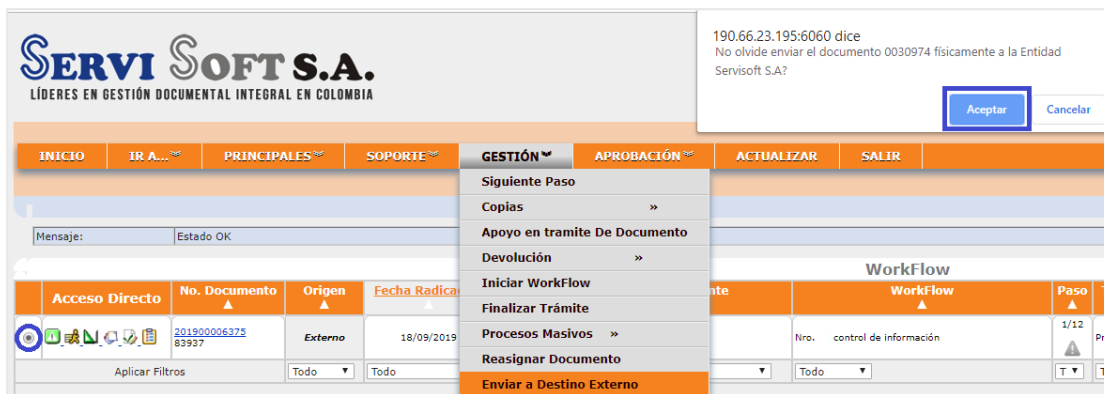 SERVI SOFT S.A.
LÍDERES EN GESTIÓN DOCUMENTAL INTEGRAL EN COLOMBIA
190.66.23.195:6060 dice
No olvide enviar el documento 0030974 físicamente a la Entidad
Servisoft S.A?
Aceptar Cancelar
INICIO IR A... PRINCIPALES SOPORTE GESTIÓN APROBACIÓN ACTUALIZAR SALIR
Siguiente Paso
Copias »
Apoyo en tramite De Documento
Devolución »
Iniciar WorkFlow
Finalizar Trámite
Procesos Masivos »
Reasignar Documento
Enviar a Destino Externo
Mensaje: Estado OK
WorkFlow
Acceso Directo No. Documento Origen Fecha Radica nte WorkFlow Paso
201900006375
83937
Externo 18/09/2019 Nro. control de información 1/12
Aplicar Filtros Todo Todo Todo T